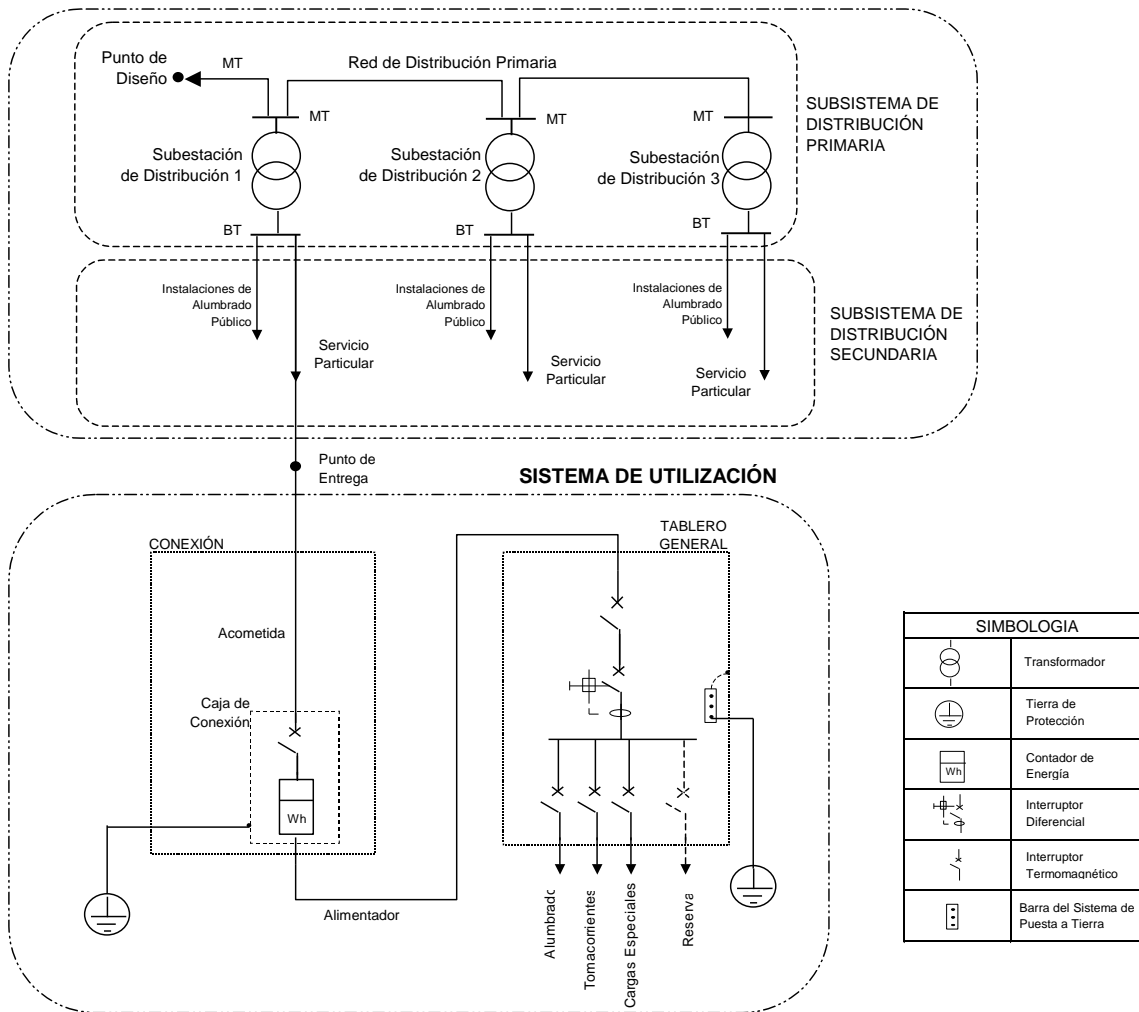 Punto de
Diseño
MT
Red de Distribución Primaria
MT
MT
MT
SUBSISTEMA DE
DISTRIBUCIÓN
PRIMARIA
Subestación
de Distribución 1
Subestación
de Distribución 2
Subestación
de Distribución 3
BT
BT
BT
Instalaciones de
Alumbrado
Público
Instalaciones de
Alumbrado
Público
Instalaciones de
Alumbrado
Público
SUBSISTEMA DE
DISTRIBUCIÓN
SECUNDARIA
Servicio
Particular
Servicio
Particular
Servicio
Particular
Punto de
Entrega
SISTEMA DE UTILIZACIÓN
CONEXIÓN
TABLERO
GENERAL
Acometida
Caja de
Conexión
Wh
Alimentador
Alumbrado
Tomacorrientes
Cargas Especiales
Reserva
SIMBOLOGIA
Transformador
Tierra de
Protección
Wh
Contador de
Energía
Interruptor
Diferencial
Interruptor
Termomagnético
Barra del Sistema de
Puesta a Tierra